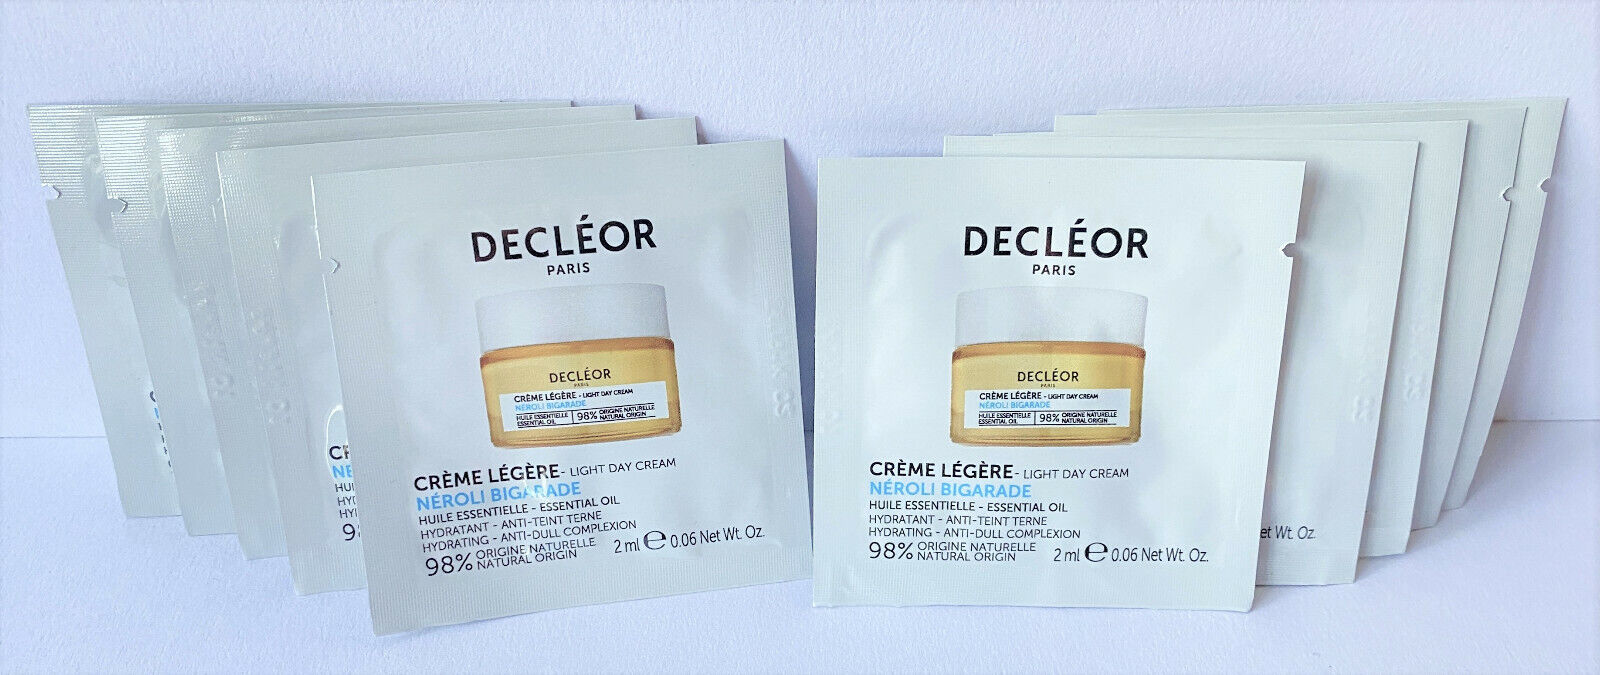 DECLÉOR
PARIS
DECLÉOR
PARIS
CRÈME LÉGÈRE - LIGHT DAY CREAM
NÉROLI BIGARADE
HUILE ESSENTIELLE
ESSENTIAL OIL
98% ORIGINE NATURELLE
NATURAL ORIGIN
CRÈME LÉGÈRE - LIGHT DAY CREAM
NÉROLI BIGARADE
HUILE ESSENTIELLE - ESSENTIAL OIL
HYDRATANT - ANTI-TEINT TERNE
HYDRATING - ANTI-DULL COMPLEXION
98% ORIGINE NATURELLE
NATURAL ORIGIN
2 ml ℮ 0.06 Net Wt. Oz.
DECLÉOR
PARIS
DECLÉOR
PARIS
CRÈME LÉGÈRE - LIGHT DAY CREAM
NÉROLI BIGARADE
HUILE ESSENTIELLE
ESSENTIAL OIL
98% ORIGINE NATURELLE
NATURAL ORIGIN
CRÈME LÉGÈRE - LIGHT DAY CREAM
NÉROLI BIGARADE
HUILE ESSENTIELLE - ESSENTIAL OIL
HYDRATANT - ANTI-TEINT TERNE
HYDRATING - ANTI-DULL COMPLEXION
98% ORIGINE NATURELLE
NATURAL ORIGIN
2 ml ℮ 0.06 Net Wt. Oz.
Wt. Oz.